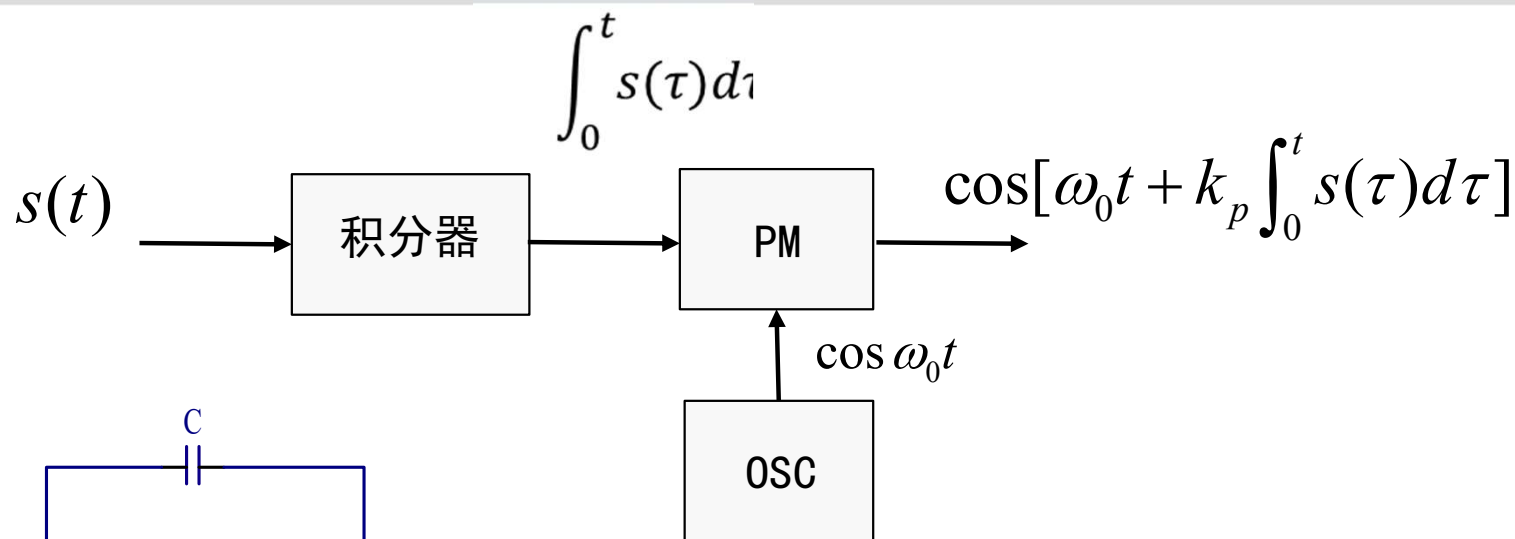 ∫₀ᵗ s(τ)dτ
s(t)
积分器
PM
cos[ω₀t + kₚ∫₀ᵗ s(τ)dτ]
cos ω₀t
C
OSC